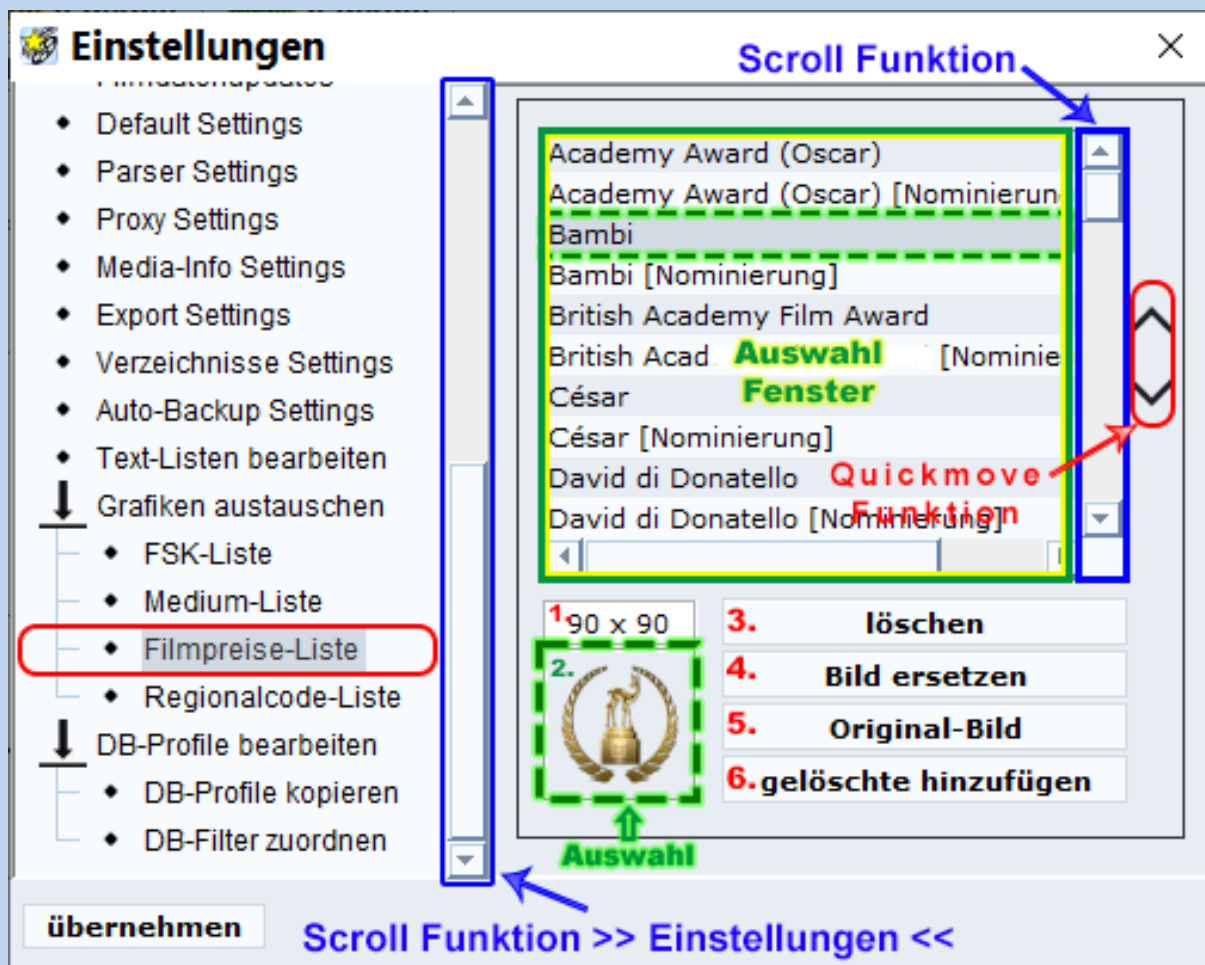 Einstellungen
Scroll Funktion
Default Settings
Parser Settings
Proxy Settings
Media-Info Settings
Export Settings
Verzeichnisse Settings
Auto-Backup Settings
Text-Listen bearbeiten
Grafiken austauschen
FSK-Liste
Medium-Liste
Filmpreise-Liste
Regionalcode-Liste
DB-Profile bearbeiten
DB-Profile kopieren
DB-Filter zuordnen
Academy Award (Oscar)
Academy Award (Oscar) [Nominierun
Bambi
Bambi [Nominierung]
British Academy Film Award
British Acad [Nominie
Auswahl
Fenster
César
César [Nominierung]
David di Donatello
David di Donatello [Nominierung]
Quickmove
Funktion
1. 90 x 90
2.
3. löschen
4. Bild ersetzen
5. Original-Bild
6. gelöschte hinzufügen
Auswahl
übernehmen
Scroll Funktion >> Einstellungen <<